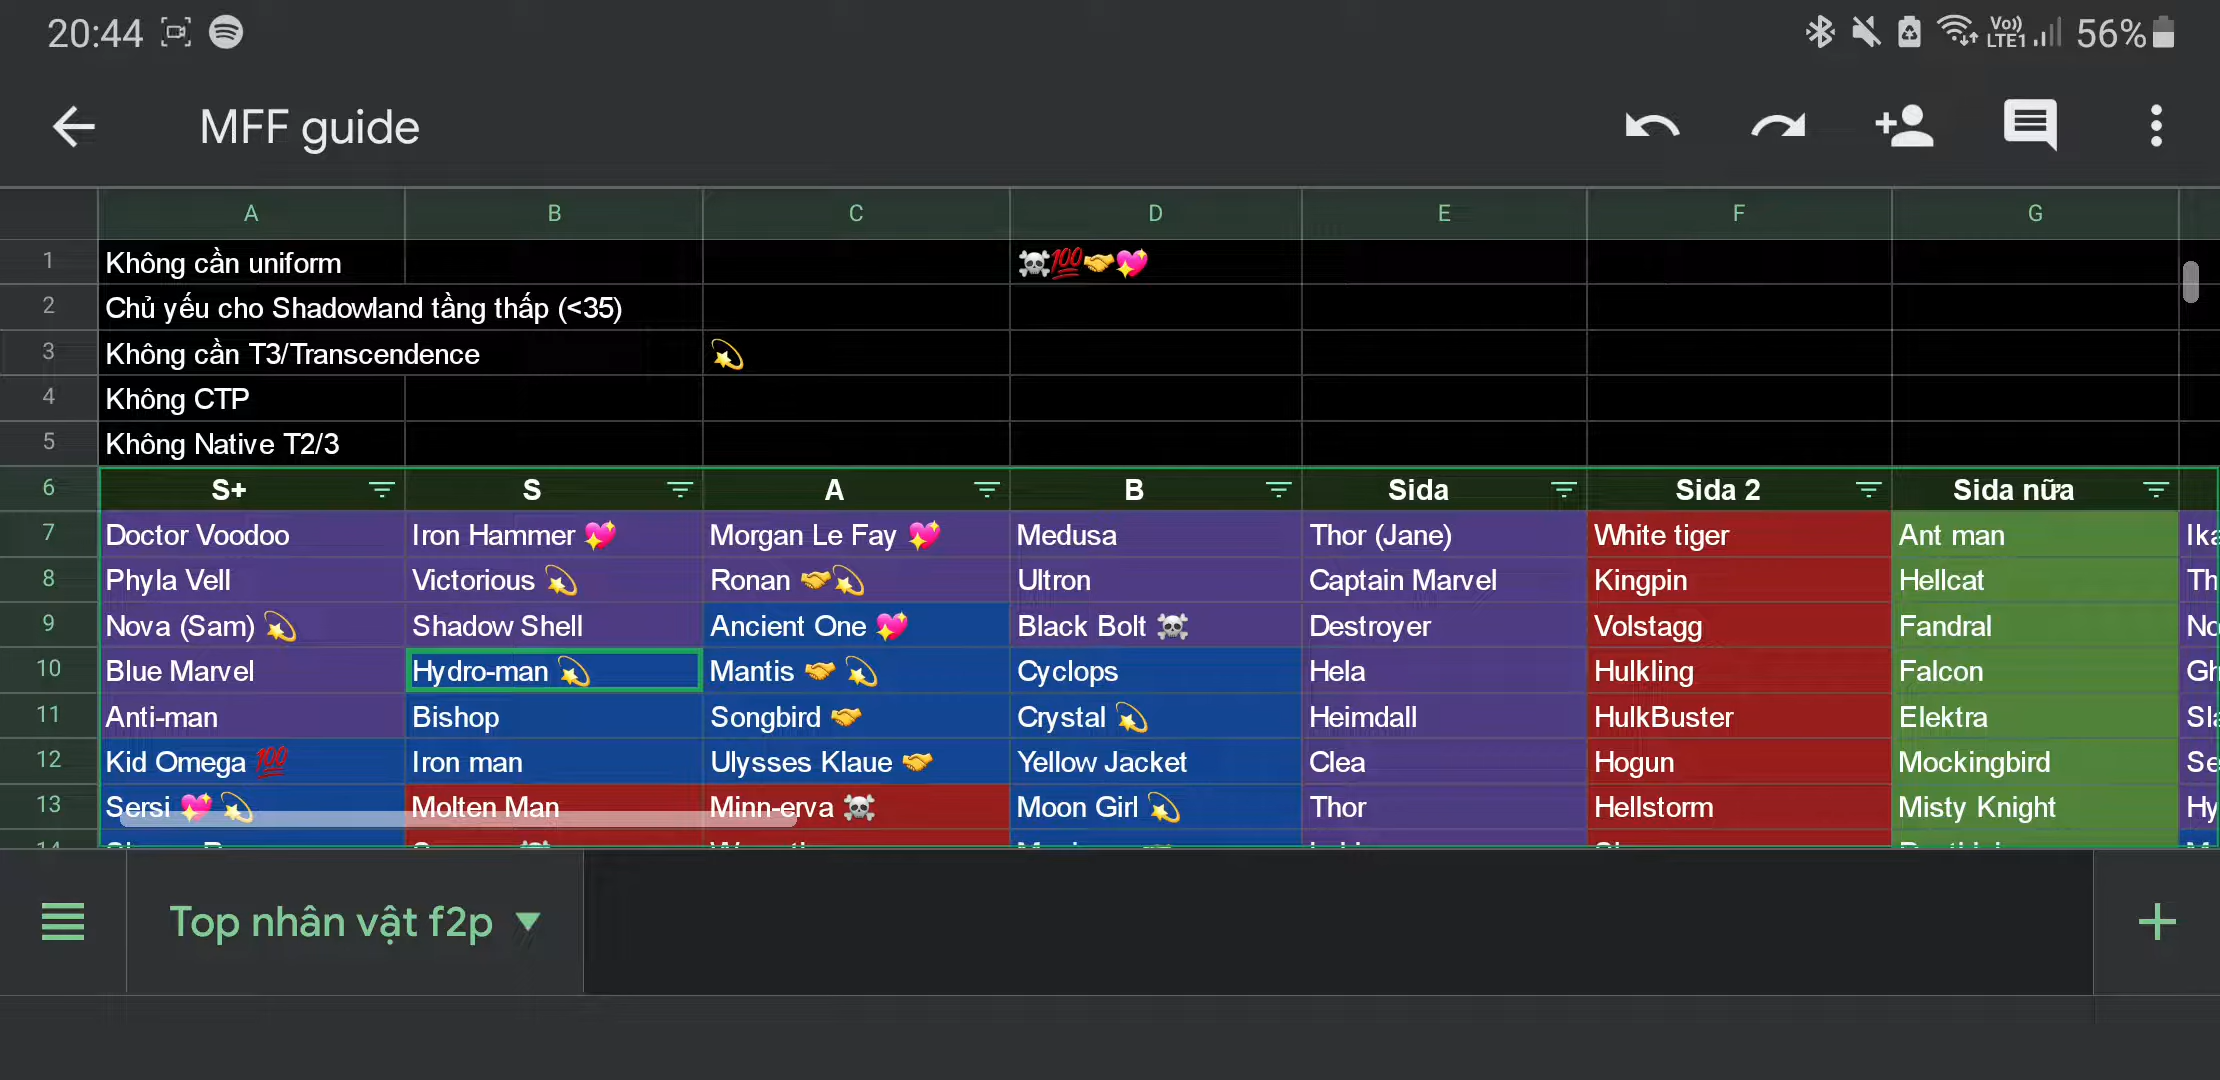 20:44 Vo)) LTE1 56%
MFF guide
A B C D E F G
1 Không cần uniform ☠💯🤝💖
2 Chủ yếu cho Shadowland tầng thấp (<35)
3 Không cần T3/Transcendence 💫
4 Không CTP
5 Không Native T2/3
6 S+ S A B Sida Sida 2 Sida nữa
7 Doctor Voodoo Iron Hammer 💖 Morgan Le Fay 💖 Medusa Thor (Jane) White tiger Ant man
8 Phyla Vell Victorious 💫 Ronan 🤝💫 Ultron Captain Marvel Kingpin Hellcat Th
9 Nova (Sam) 💫 Shadow Shell Ancient One 💖 Black Bolt ☠ Destroyer Volstagg Fandral
10 Blue Marvel Hydro-man 💫 Mantis 🤝 💫 Cyclops Hela Hulkling Falcon
11 Anti-man Bishop Songbird 🤝 Crystal 💫 Heimdall HulkBuster Elektra
12 Kid Omega 💯 Iron man Ulysses Klaue 🤝 Yellow Jacket Clea Hogun Mockingbird
13 Sersi 💖 💫 Molten Man Minn-erva ☠ Moon Girl 💫 Thor Hellstorm Misty Knight Hy
Top nhân vật f2p